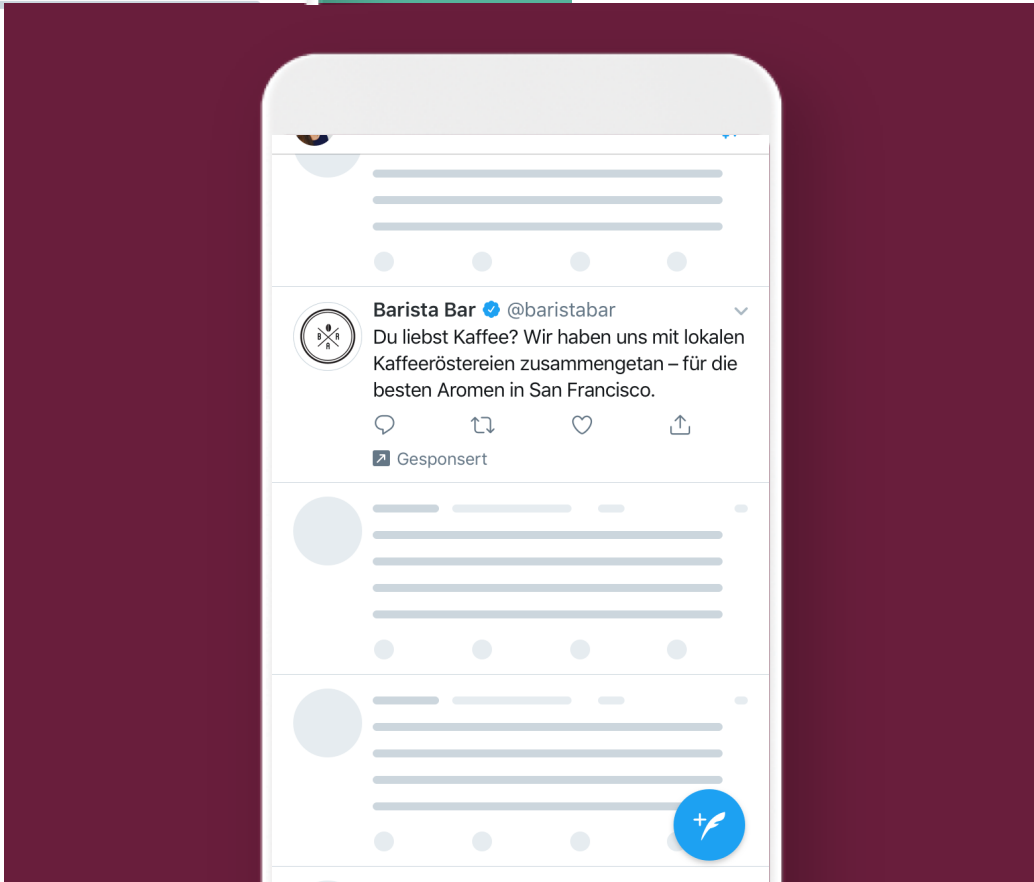 Barista Bar @baristabar
Du liebst Kaffee? Wir haben uns mit lokalen
Kaffeeröstereien zusammengetan – für die
besten Aromen in San Francisco.
B A R
Gesponsert